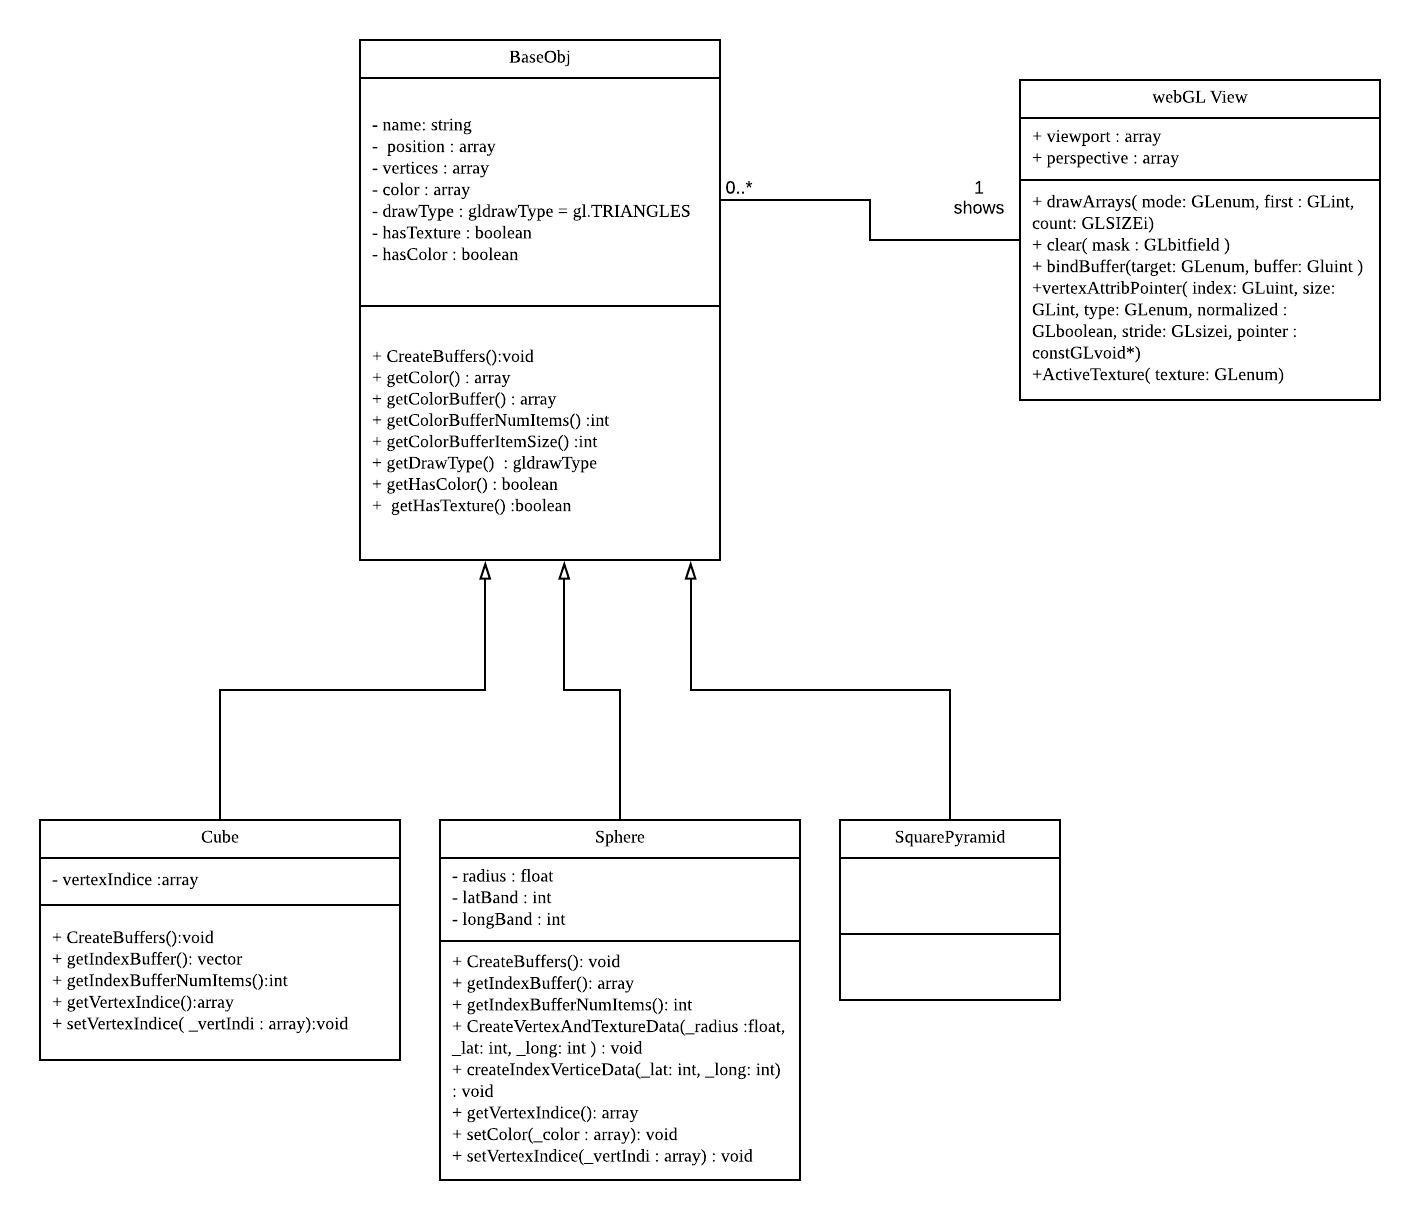 BaseObj
- name: string
-  position : array
- vertices : array
- color : array
- drawType : gldrawType = gl.TRIANGLES
- hasTexture : boolean
- hasColor : boolean
+ CreateBuffers():void
+ getColor() : array
+ getColorBuffer() : array
+ getColorBufferNumItems() :int
+ getColorBufferItemSize() :int
+ getDrawType()  : gldrawType
+ getHasColor() : boolean
+  getHasTexture() :boolean
0..*
1
shows
webGL View
+ viewport : array
+ perspective : array
+ drawArrays( mode: GLenum, first : GLint,
count: GLSIZEi)
+ clear( mask : GLbitfield )
+ bindBuffer(target: GLenum, buffer: Gluint )
+vertexAttribPointer( index: GLuint, size:
GLint, type: GLenum, normalized :
GLboolean, stride: GLsizei, pointer :
constGLvoid*)
+ActiveTexture( texture: GLenum)
Cube
- vertexIndice :array
+ CreateBuffers():void
+ getIndexBuffer(): vector
+ getIndexBufferNumItems():int
+ getVertexIndice():array
+ setVertexIndice( _vertIndi : array):void
Sphere
- radius : float
- latBand : int
- longBand : int
+ CreateBuffers(): void
+ getIndexBuffer(): array
+ getIndexBufferNumItems(): int
+ CreateVertexAndTextureData(_radius :float,
_lat: int, _long: int ) : void
+ createIndexVerticeData(_lat: int, _long: int)
: void
+ getVertexIndice(): array
+ setColor(_color : array): void
+ setVertexIndice(_vertIndi : array) : void
SquarePyramid